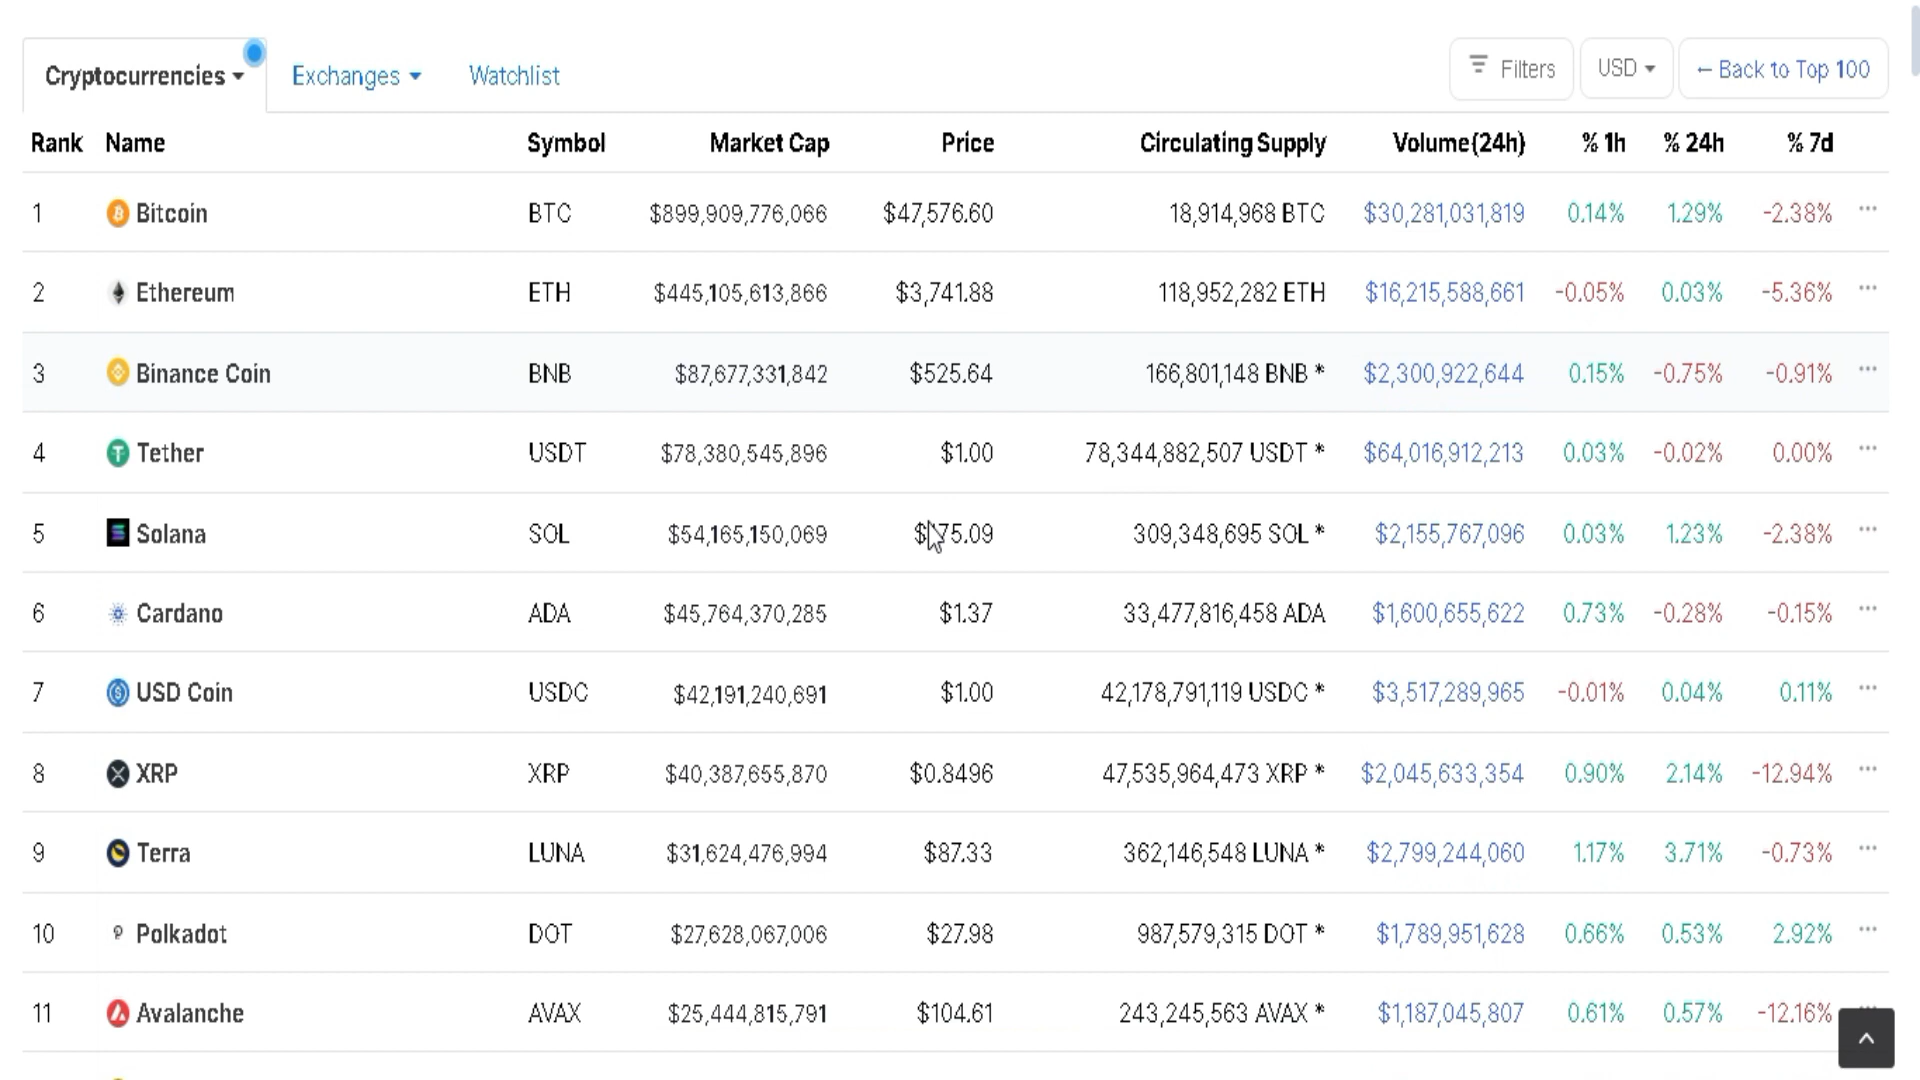 Cryptocurrencies Exchanges Watchlist Filters USD ← Back to Top 100
Rank Name Symbol Market Cap Price Circulating Supply Volume(24h) % 1h % 24h % 7d
1 Bitcoin BTC $899,909,776,066 $47,576.60 18,914,968 BTC $30,281,031,819 0.14% 1.29% -2.38%
2 Ethereum ETH $445,105,613,866 $3,741.88 118,952,282 ETH $16,215,588,661 -0.05% 0.03% -5.36%
3 Binance Coin BNB $87,677,331,842 $525.64 166,801,148 BNB * $2,300,922,644 0.15% -0.75% -0.91%
4 Tether USDT $78,380,545,896 $1.00 78,344,882,507 USDT * $64,016,912,213 0.03% -0.02% 0.00%
5 Solana SOL $54,165,150,069 309,348,695 SOL * $2,155,767,096 0.03% 1.23% -2.38%
6 Cardano ADA $45,764,370,285 $1.37 33,477,816,458 ADA $1,600,655,622 0.73% -0.28% -0.15%
7 USD Coin USDC $42,191,240,691 $1.00 42,178,791,119 USDC * $3,517,289,965 -0.01% 0.04% 0.11%
8 XRP XRP $40,387,655,870 $0.8496 47,535,964,473 XRP * $2,045,633,354 0.90% 2.14% -12.94%
9 Terra LUNA $31,624,476,994 $87.33 362,146,548 LUNA * $2,799,244,060 1.17% 3.71% -0.73%
10 Polkadot DOT $27,628,067,006 $27.98 987,579,315 DOT * $1,789,951,628 0.66% 0.53% 2.92%
11 Avalanche AVAX $25,444,815,791 $104.61 243,245,563 AVAX * $1,187,045,807 0.61% 0.57% -12.16%